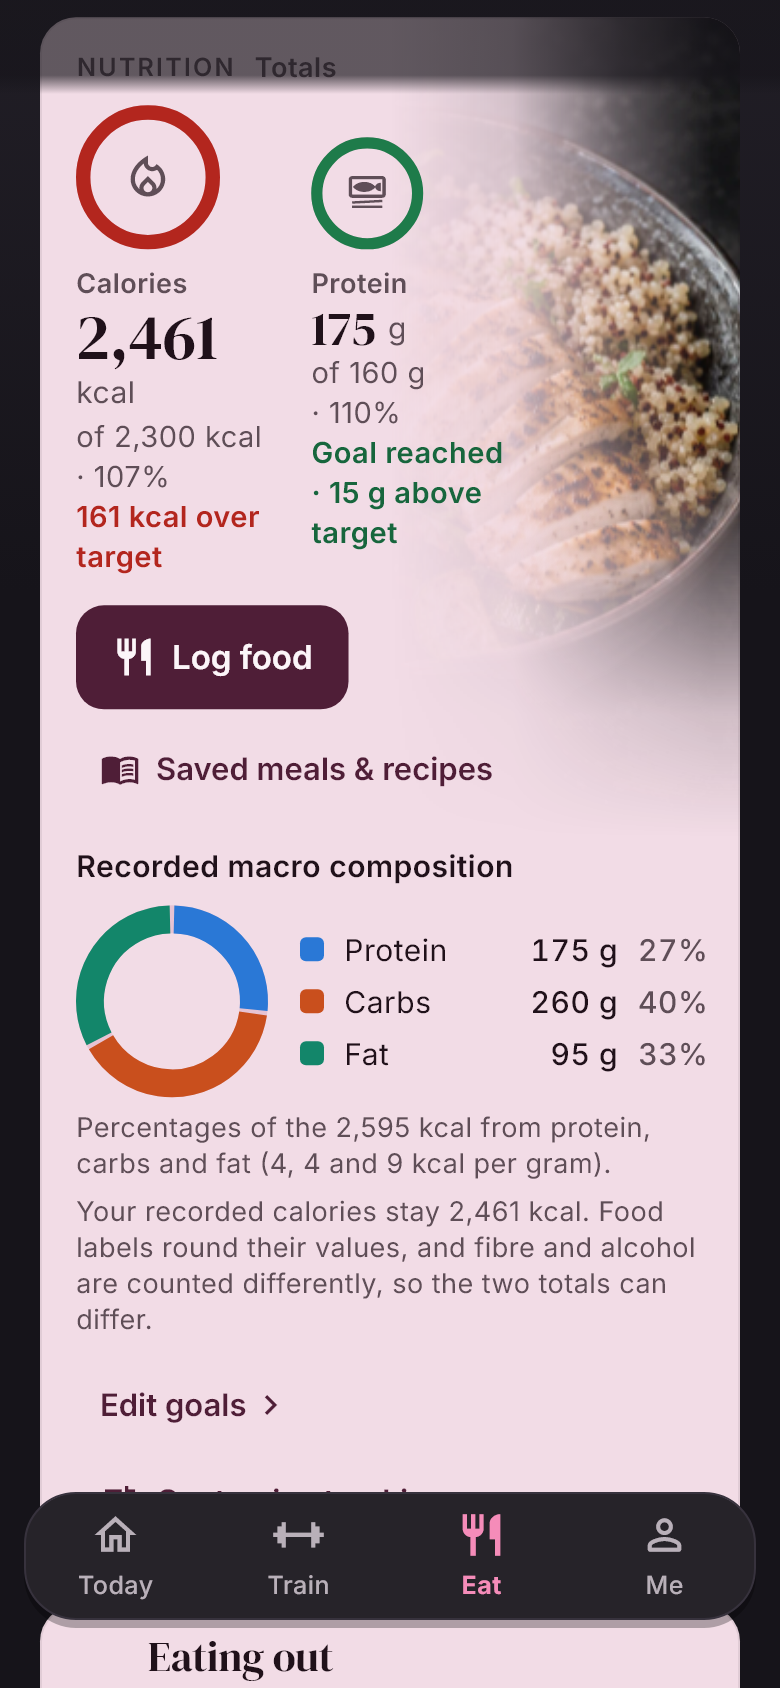 NUTRITION Totals
Calories
2,461
kcal
of 2,300 kcal
· 107%
161 kcal over
target
Protein
175 g
of 160 g
· 110%
Goal reached
· 15 g above
target
Log food
Saved meals & recipes
Recorded macro composition
Protein 175 g 27%
Carbs 260 g 40%
Fat 95 g 33%
Percentages of the 2,595 kcal from protein,
carbs and fat (4, 4 and 9 kcal per gram).
Your recorded calories stay 2,461 kcal. Food
labels round their values, and fibre and alcohol
are counted differently, so the two totals can
differ.
Edit goals
Today
Train
Eat
Me
Eating out